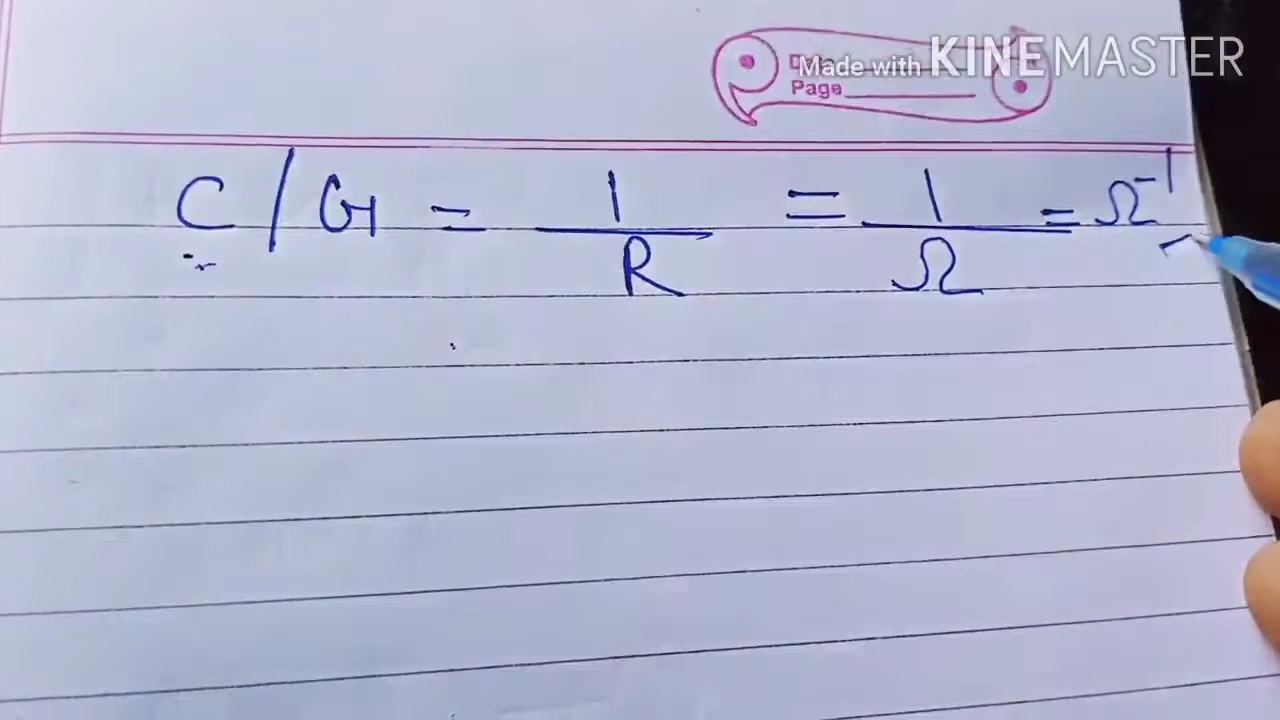 Made with KINEMASTER
Page
C / G = 1/R = 1/Ω = Ω⁻¹